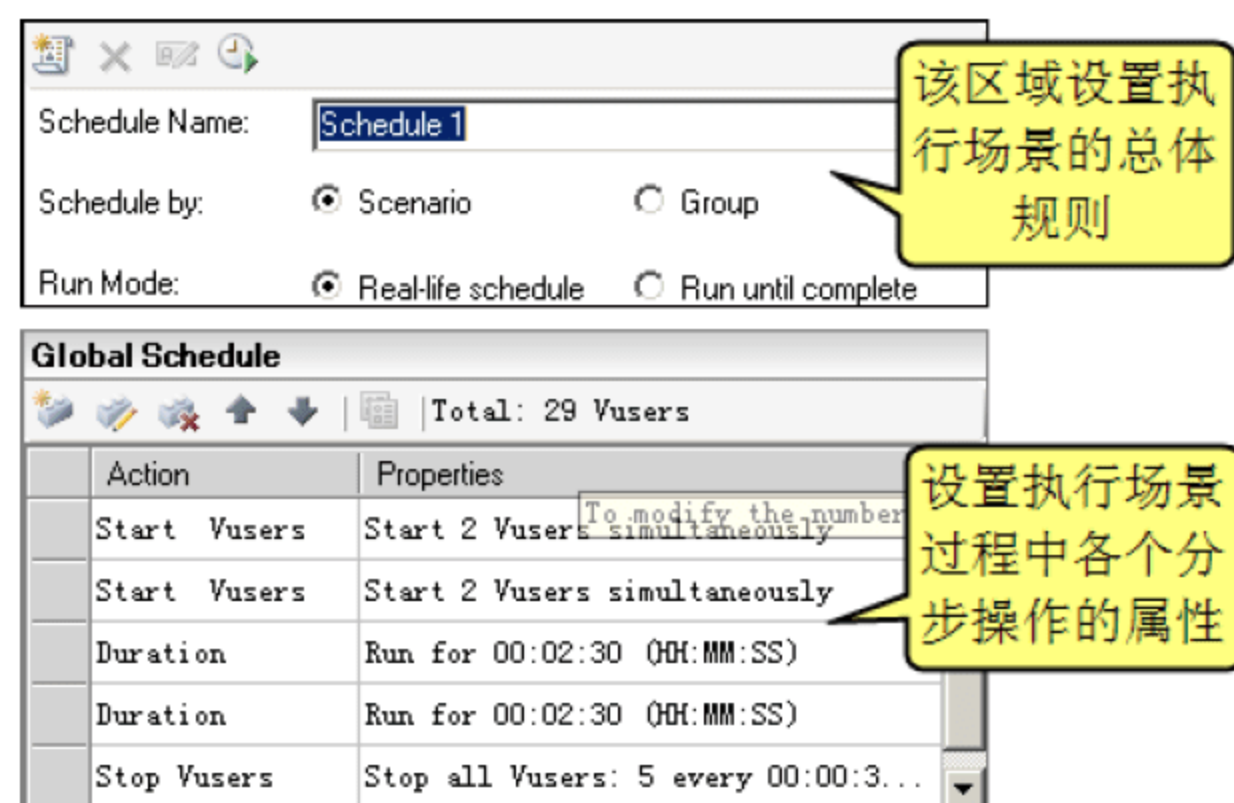 Schedule Name: Schedule 1
该区域设置执
行场景的总体
规则
Schedule by: Scenario Group
Run Mode: Real-life schedule Run until complete
Global Schedule
Total: 29 Vusers
Action Properties
To modify the number
Start Vusers Start 2 Vusers simultaneously
Start Vusers Start 2 Vusers simultaneously
设置执行场景
过程中各个分
步操作的属性
Duration Run for 00:02:30 (HH:MM:SS)
Duration Run for 00:02:30 (HH:MM:SS)
Stop Vusers Stop all Vusers: 5 every 00:00:3...